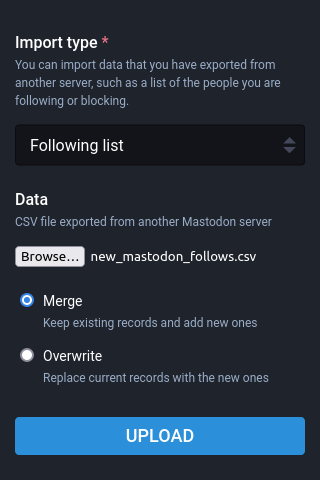 Import type *
You can import data that you have exported from
another server, such as a list of the people you are
following or blocking.
Following list
Data
CSV file exported from another Mastodon server
Browse... new_mastodon_follows.csv
Merge
Keep existing records and add new ones
Overwrite
Replace current records with the new ones
UPLOAD